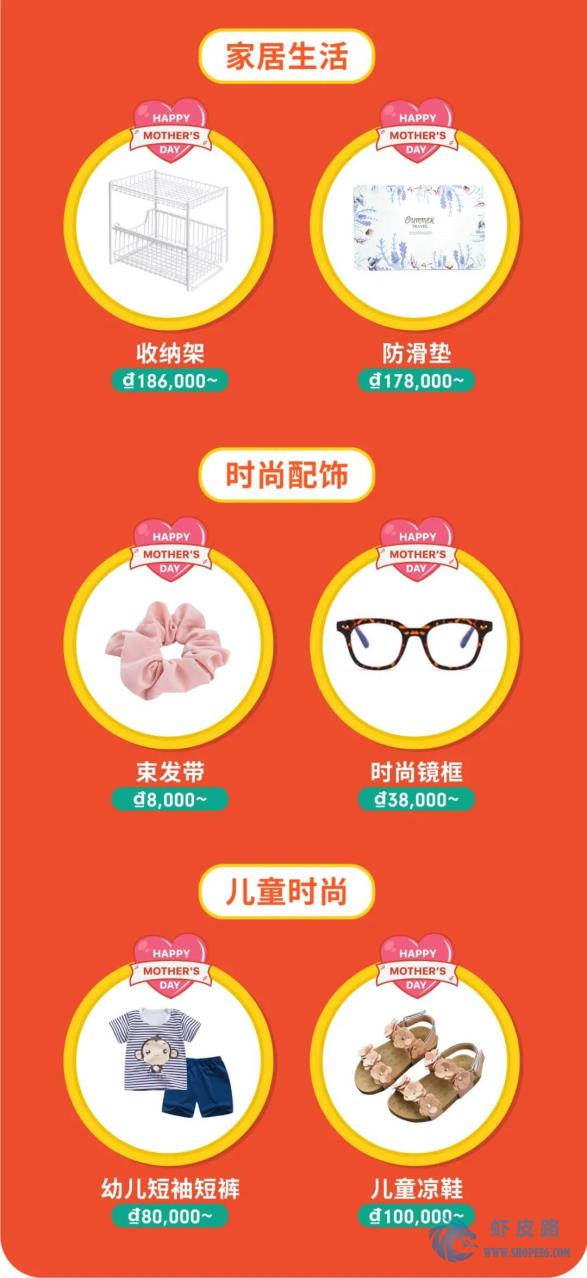 家居生活
HAPPY
MOTHER'S
DAY
HAPPY
MOTHER'S
DAY
Summer
TRAVEL
收纳架
防滑垫
₫186,000~
₫178,000~
时尚配饰
HAPPY
MOTHER'S
DAY
HAPPY
MOTHER'S
DAY
束发带
时尚镜框
₫8,000~
₫38,000~
儿童时尚
HAPPY
MOTHER'S
DAY
HAPPY
MOTHER'S
DAY
幼儿短袖短裤
儿童凉鞋
₫80,000~
₫100,000~
虾皮路
WWW.SHOPEE6.COM